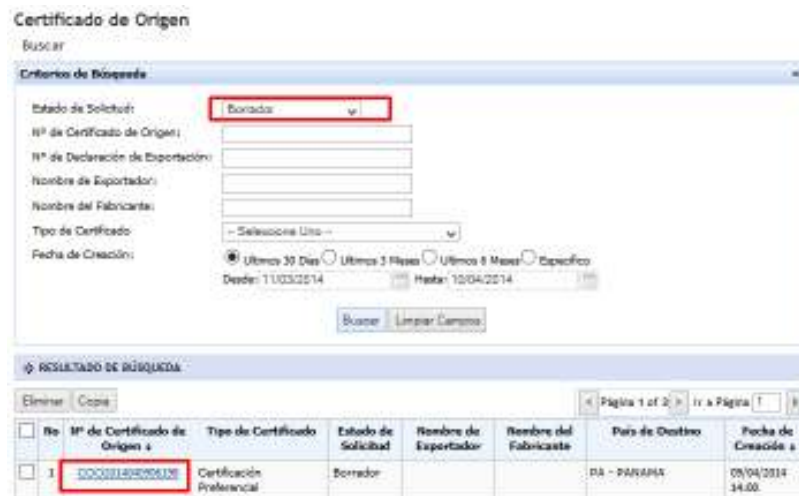 Certificado de Origen
Buscar
Criterios de Búsqueda
Estado de Solicitud: Borrador
Nº de Certificado de Origen:
Nº de Declaración de Exportación:
Nombre de Exportador:
Nombre del Fabricante:
Tipo de Certificado -- Seleccione Uno --
Fecha de Creación: Ultimos 30 Dias Ultimos 3 Meses Ultimos 6 Meses Especifico
Desde: 11/03/2014 Hasta: 10/04/2014
Buscar Limpiar Campos
RESULTADO DE BÚSQUEDA
Eliminar Copia Página 1 of Ir a Página 1
No Nº de Certificado de Origen Tipo de Certificado Estado de Solicitud Nombre de Exportador Nombre del Fabricante País de Destino Fecha de Creación
1 Certificación Preferencial Borrador PA - PANAMA 09/04/2014 14:00